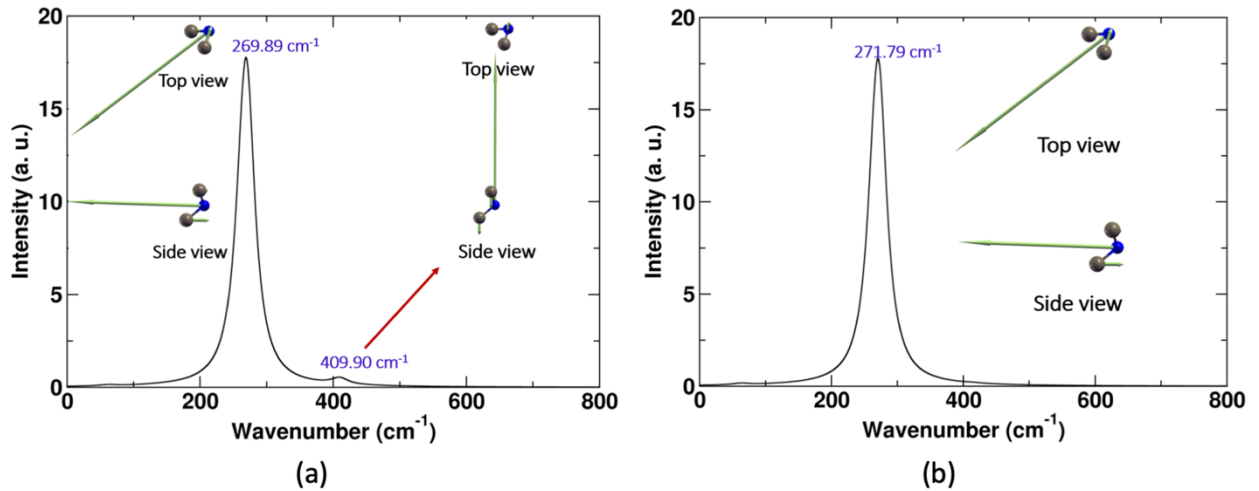 20
269.89 cm⁻¹
Top view
Top view
15
Intensity (a. u.)
10
Side view
Side view
5
409.90 cm⁻¹
0
0 200 400 600 800
Wavenumber (cm⁻¹)
(a)
20
271.79 cm⁻¹
15
Top view
Intensity (a. u.)
10
Side view
5
0
0 200 400 600 800
Wavenumber (cm⁻¹)
(b)